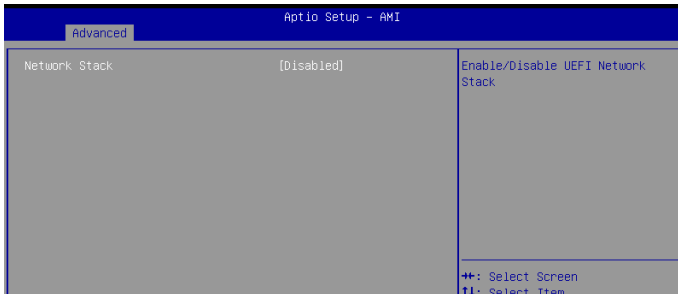 Aptio Setup – AMI
Advanced
Network Stack [Disabled]
Enable/Disable UEFI Network
Stack
→←: Select Screen
↑↓: Select Item